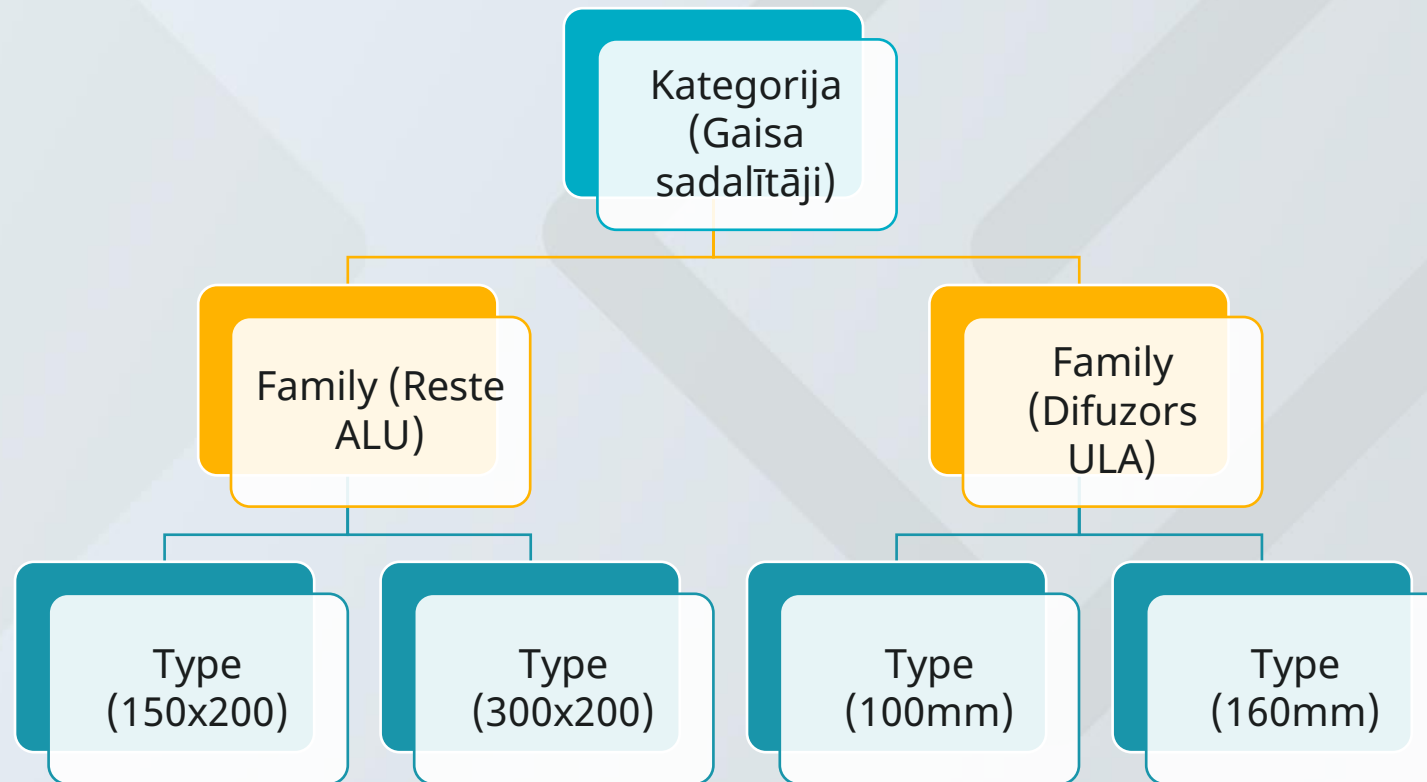 Kategorija
(Gaisa
sadalītāji)
Family (Reste
ALU)
Family
(Difuzors
ULA)
Type
(150x200)
Type
(300x200)
Type
(100mm)
Type
(160mm)